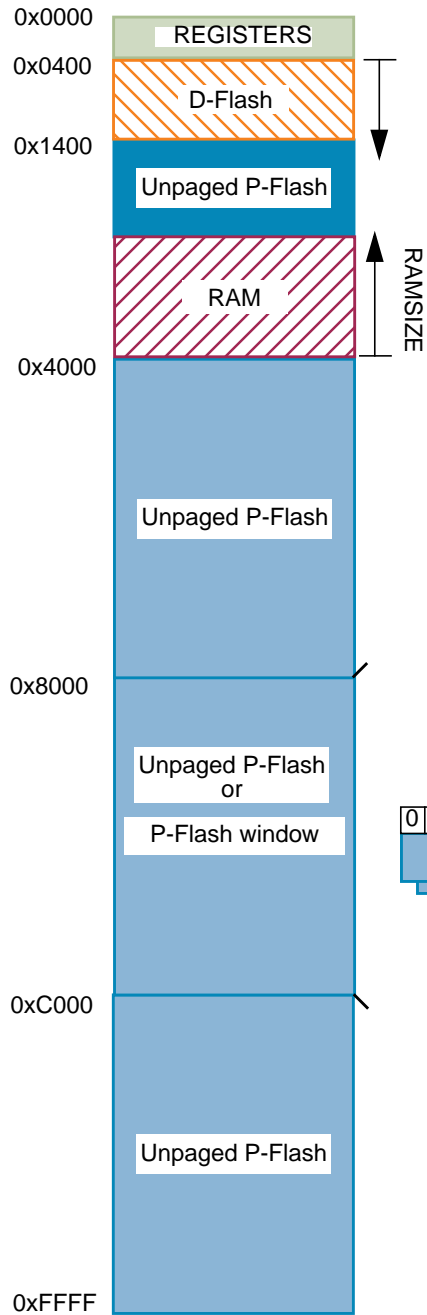 0x0000
REGISTERS
0x0400
D-Flash
0x1400
Unpaged P-Flash
RAM
RAMSIZE
0x4000
Unpaged P-Flash
0x8000
Unpaged P-Flash
or
P-Flash window
0
0xC000
Unpaged P-Flash
0xFFFF